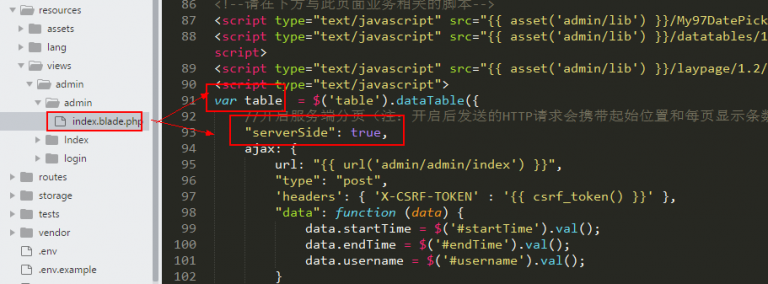 resources
assets
lang
views
admin
admin
index.blade.php
Index
login
routes
storage
tests
vendor
.env
.env.example
86 <!--请在下方写与此页面业务相关的脚本-->
87 <script type="text/javascript" src="{{ asset('admin/lib') }}/My97DatePick
88 <script type="text/javascript" src="{{ asset('admin/lib') }}/datatables/1
script>
89 <script type="text/javascript" src="{{ asset('admin/lib') }}/laypage/1.2/
90 <script type="text/javascript">
91 var table = $('table').dataTable({
92 //开启服务端分页(注：开启后发送的HTTP请求会携带起始位置和每页显示条数
93 "serverSide": true,
94 ajax: {
95 url: "{{ url('admin/admin/index') }}",
96 "type": "post",
97 'headers': { 'X-CSRF-TOKEN' : '{{ csrf_token() }}' },
98 "data": function (data) {
99 data.startTime = $('#startTime').val();
100 data.endTime = $('#endTime').val();
101 data.username = $('#username').val();
102 }